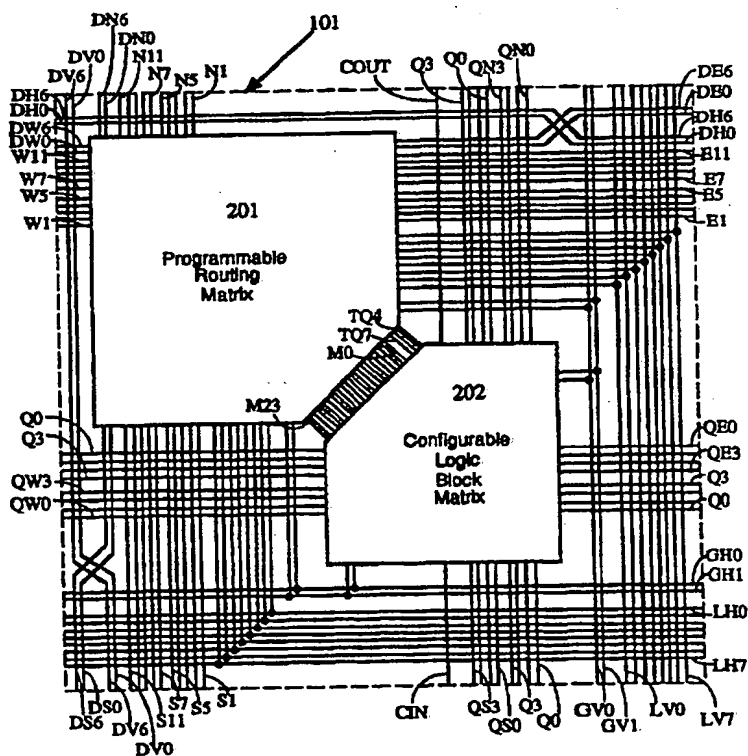 101
DN6
DN0
N11
N7
N5
N1
DV0
DV6
COUT
Q3
Q0
QN3
QN0
DE6
DE0
DH6
DH0
DW6
DW0
W11
W7
W5
W1
DH6
DH0
E11
E7
E5
E1
201
Programmable
Routing
Matrix
TQ4
TQ7
M0
M23
202
Configurable
Logic
Block
Matrix
Q0
Q3
QW3
QW0
QE0
QE3
Q3
Q0
GH0
GH1
LH0
LH7
DS6
DS0
DV6
DV0
S11
S7
S5
S1
CIN
QS3
QS0
Q3
Q0
GV0
GV1
LV0
LV7